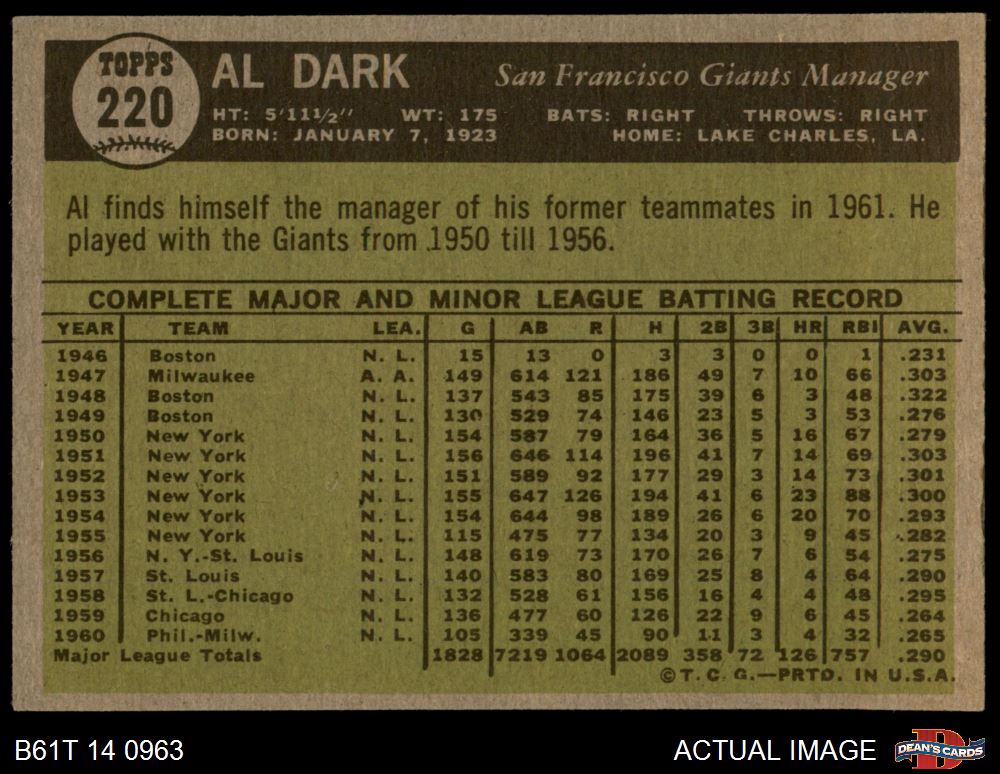 TOPPS
220
AL DARK San Francisco Giants Manager
HT: 5'11½" WT: 175 BATS: RIGHT THROWS: RIGHT
BORN: JANUARY 7, 1923 HOME: LAKE CHARLES, LA.
Al finds himself the manager of his former teammates in 1961. He
played with the Giants from 1950 till 1956.
COMPLETE MAJOR AND MINOR LEAGUE BATTING RECORD
YEAR TEAM LEA. G AB R H 2B 3B HR RBI AVG.
1946 Boston N. L. 15 13 0 3 3 0 0 1 .231
1947 Milwaukee A. A. 149 614 121 186 49 7 10 66 .303
1948 Boston N. L. 137 543 85 175 39 6 3 48 .322
1949 Boston N. L. 130 529 74 146 23 5 3 53 .276
1950 New York N. L. 154 587 79 164 36 5 16 67 .279
1951 New York N. L. 156 646 114 196 41 7 14 69 .303
1952 New York N. L. 151 589 92 177 29 3 14 73 .301
1953 New York N. L. 155 647 126 194 41 6 23 88 .300
1954 New York N. L. 154 644 98 189 26 6 20 70 .293
1955 New York N. L. 115 475 77 134 20 3 9 45 .282
1956 N. Y.-St. Louis N. L. 148 619 73 170 26 7 6 54 .275
1957 St. Louis N. L. 140 583 80 169 25 8 4 64 .290
1958 St. L.-Chicago N. L. 132 528 61 156 16 4 4 48 .295
1959 Chicago N. L. 136 477 60 126 22 9 6 45 .264
1960 Phil.-Milw. N. L. 105 339 45 90 11 3 4 32 .265
Major League Totals 1828 7219 1064 2089 358 72 126 757 .290
© T. C. G.—PRTD. IN U.S.A.
B61T 14 0963 ACTUAL IMAGE DEAN'S CARDS